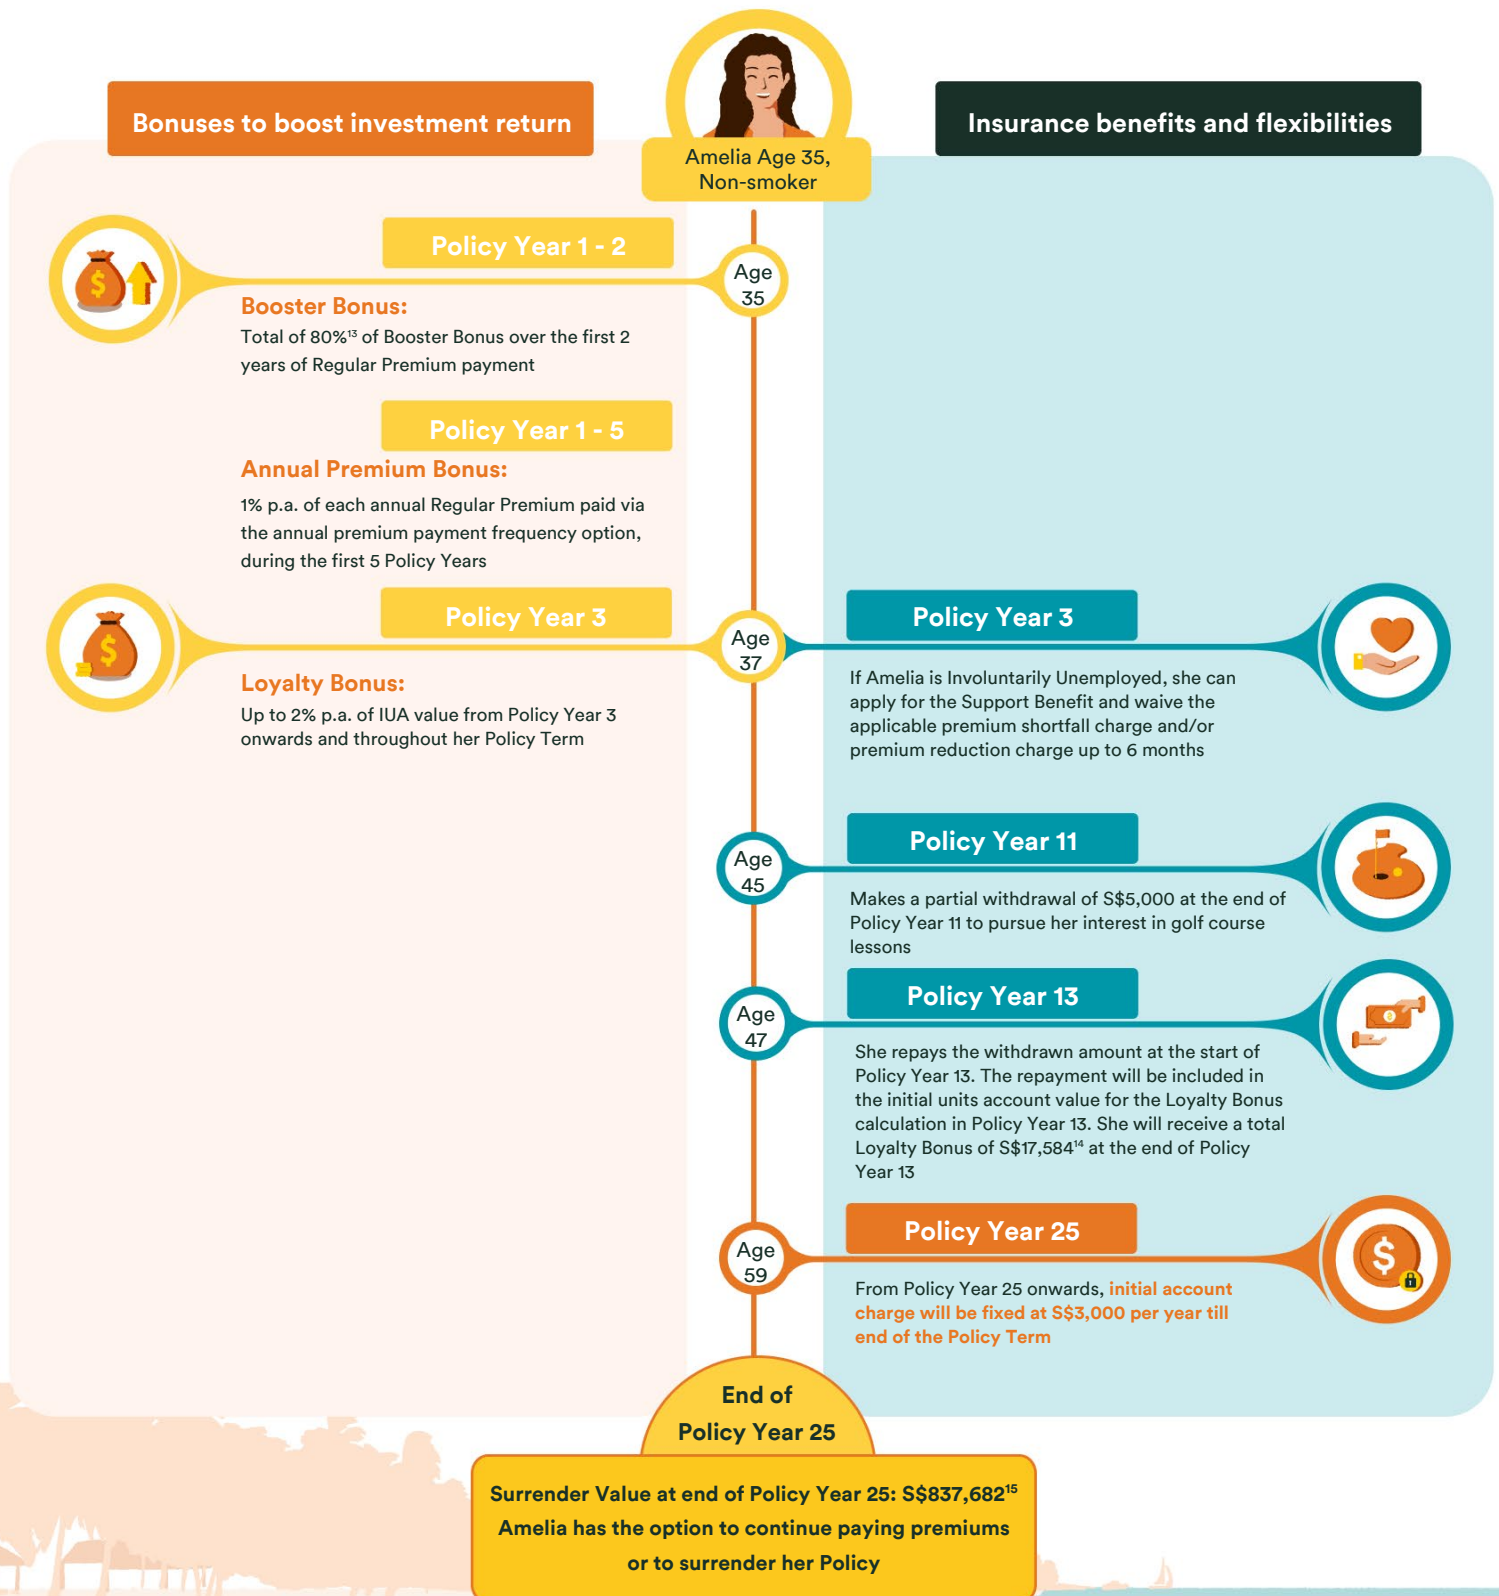 Bonuses to boost investment return
Amelia Age 35,
Non-smoker
Insurance benefits and flexibilities
Policy Year 1 - 2
Age
35
Booster Bonus:
Total of 80%¹³ of Booster Bonus over the first 2
years of Regular Premium payment
Policy Year 1 - 5
Annual Premium Bonus:
1% p.a. of each annual Regular Premium paid via
the annual premium payment frequency option,
during the first 5 Policy Years
Policy Year 3
Age
37
Loyalty Bonus:
Up to 2% p.a. of IUA value from Policy Year 3
onwards and throughout her Policy Term
Policy Year 3
If Amelia is Involuntarily Unemployed, she can
apply for the Support Benefit and waive the
applicable premium shortfall charge and/or
premium reduction charge up to 6 months
Age
45
Policy Year 11
Makes a partial withdrawal of S$5,000 at the end of
Policy Year 11 to pursue her interest in golf course
lessons
Age
47
Policy Year 13
She repays the withdrawn amount at the start of
Policy Year 13. The repayment will be included in
the initial units account value for the Loyalty Bonus
calculation in Policy Year 13. She will receive a total
Loyalty Bonus of S$17,584¹⁴ at the end of Policy
Year 13
Age
59
Policy Year 25
From Policy Year 25 onwards, initial account
charge will be fixed at S$3,000 per year till
end of the Policy Term
End of
Policy Year 25
Surrender Value at end of Policy Year 25: S$837,682¹⁵
Amelia has the option to continue paying premiums
or to surrender her Policy